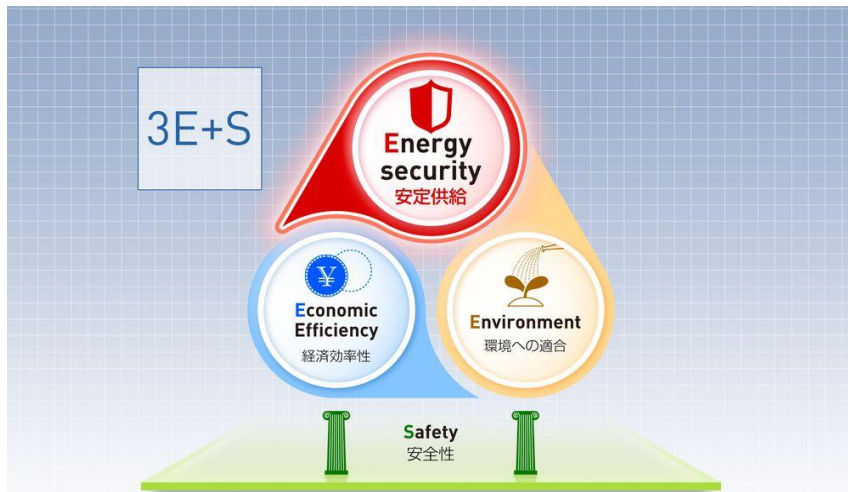 3E+S
Energy
security
安定供給
¥
Economic
Efficiency
経済効率性
Environment
環境への適合
Safety
安全性